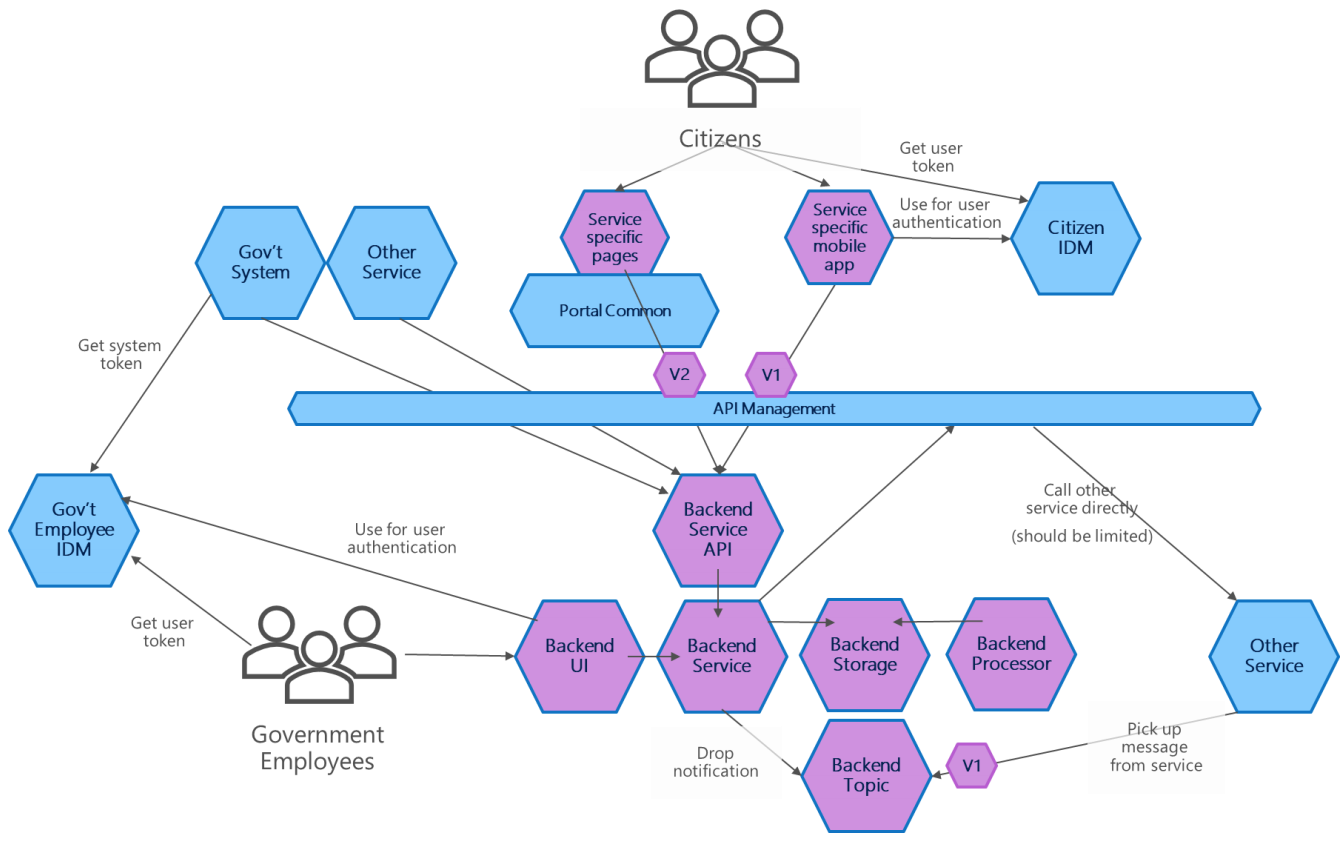 Citizens
Get user
token
Use for user
authentication
Citizen
IDM
Service
specific
pages
Service
specific
mobile
app
Gov't
System
Other
Service
Portal Common
Get system
token
V2
V1
API Management
Gov't
Employee
IDM
Use for user
authentication
Backend
Service
API
Call other
service directly
(should be limited)
Get user
token
Government
Employees
Backend
UI
Backend
Service
Backend
Storage
Backend
Processor
Other
Service
Drop
notification
Backend
Topic
V1
Pick up
message
from service